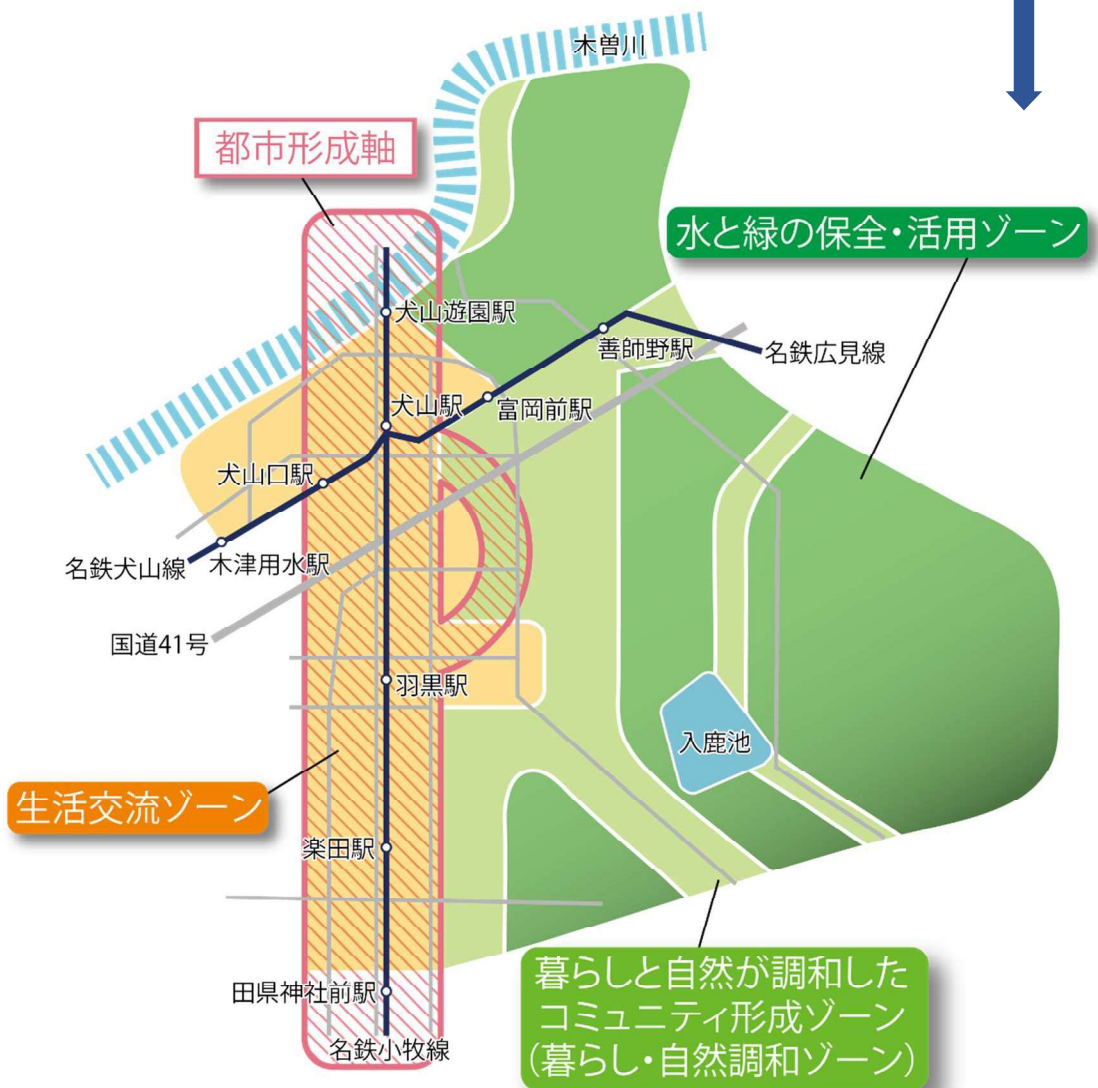 木曽川
都市形成軸
水と緑の保全・活用ゾーン
犬山遊園駅
善師野駅
名鉄広見線
犬山駅
富岡前駅
犬山口駅
名鉄犬山線
木津用水駅
国道41号
羽黒駅
入鹿池
生活交流ゾーン
楽田駅
田県神社前駅
名鉄小牧線
暮らしと自然が調和した
コミュニティ形成ゾーン
(暮らし・自然調和ゾーン)